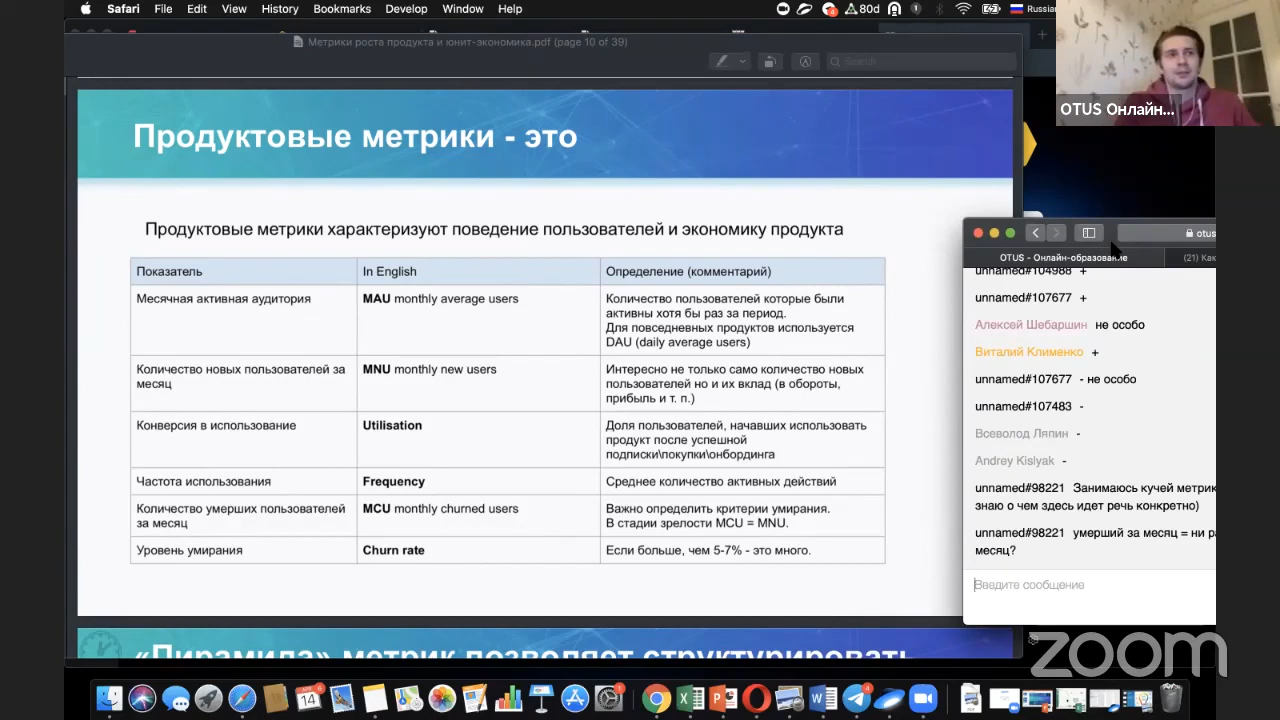 Safari File Edit View History Bookmarks Develop Window Help
80d
Russian
Метрики роста продукта и юнит-экономика.pdf (page 10 of 39)
Search
OTUS Онлайн...
Продуктовые метрики - это
Продуктовые метрики характеризуют поведение пользователей и экономику продукта
Показатель In English Определение (комментарий)
Месячная активная аудитория MAU monthly average users Количество пользователей которые были
активны хотя бы раз за период.
Для повседневных продуктов используется
DAU (daily average users)
Количество новых пользователей за MNU monthly new users Интересно не только само количество новых
месяц пользователей но и их вклад (в обороты,
прибыль и т. п.)
Конверсия в использование Utilisation Доля пользователей, начавших использовать
продукт после успешной
подписки\покупки\онбординга
Частота использования Frequency Среднее количество активных действий
Количество умерших пользователей MCU monthly churned users Важно определить критерии умирания.
за месяц В стадии зрелости MCU = MNU.
Уровень умирания Churn rate Если больше, чем 5-7% - это много.
«Пирамида» метрик позволяет структурировать
otus
OTUS - Онлайн-образование (21) Как
unnamed#104988 +
unnamed#107677 +
Алексей Шебаршин не особо
Виталий Клименко +
unnamed#107677 - не особо
unnamed#107483 -
Всеволод Ляпин -
Andrey Kislyak -
unnamed#98221 Занимаюсь кучей метрик
знаю о чем здесь идет речь конкретно)
unnamed#98221 умерший за месяц = ни ра
месяц?
Введите сообщение
zoom